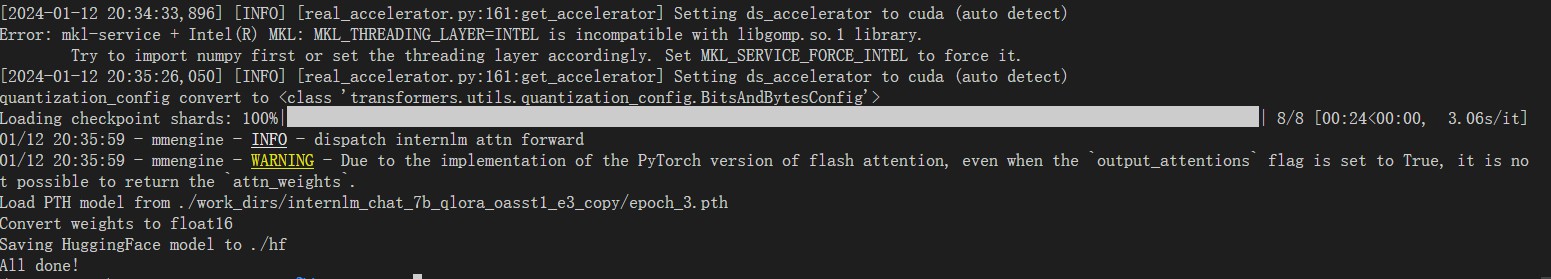 [2024-01-12 20:34:33,896] [INFO] [real_accelerator.py:161:get_accelerator] Setting ds_accelerator to cuda (auto detect)
Error: mkl-service + Intel(R) MKL: MKL_THREADING_LAYER=INTEL is incompatible with libgomp.so.1 library.
Try to import numpy first or set the threading layer accordingly. Set MKL_SERVICE_FORCE_INTEL to force it.
[2024-01-12 20:35:26,050] [INFO] [real_accelerator.py:161:get_accelerator] Setting ds_accelerator to cuda (auto detect)
quantization_config convert to <class 'transformers.utils.quantization_config.BitsAndBytesConfig'>
Loading checkpoint shards: 100%| | 8/8 [00:24<00:00, 3.06s/it]
01/12 20:35:59 - mmengine - INFO - dispatch internlm attn forward
01/12 20:35:59 - mmengine - WARNING - Due to the implementation of the PyTorch version of flash attention, even when the `output_attentions` flag is set to True, it is no
t possible to return the `attn_weights`.
Load PTH model from ./work_dirs/internlm_chat_7b_qlora_oasst1_e3_copy/epoch_3.pth
Convert weights to float16
Saving HuggingFace model to ./hf
All done!